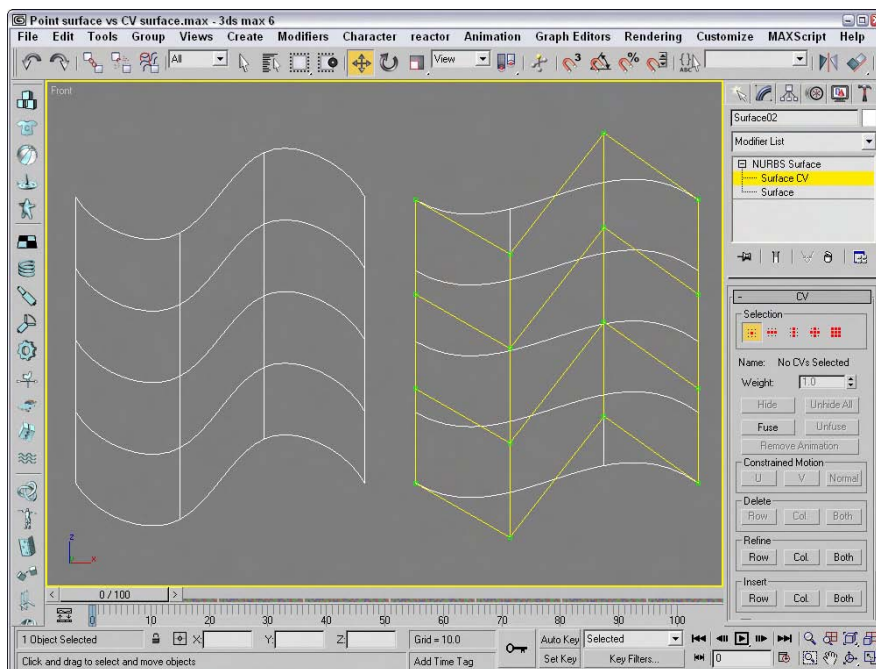 Point surface vs CV surface.max - 3ds max 6
File Edit Tools Group Views Create Modifiers Character reactor Animation Graph Editors Rendering Customize MAXScript Help
All
View
3
%
ABC
Front
Surface02
Modifier List
NURBS Surface
Surface CV
Surface
CV
Selection
Name: No CVs Selected
Weight: 1.0
Hide Unhide All
Fuse Unfuse
Remove Animation
Constrained Motion
U V Normal
Delete
Row Col. Both
Refine
Row Col. Both
Insert
Row Col. Both
z
x
< 0 / 100 >
0 10 20 30 40 50 60 70 80 90 100
1 Object Selected X: Y: Z: Grid = 10.0 Auto Key Selected
Click and drag to select and move objects Add Time Tag Set Key Key Filters... 0